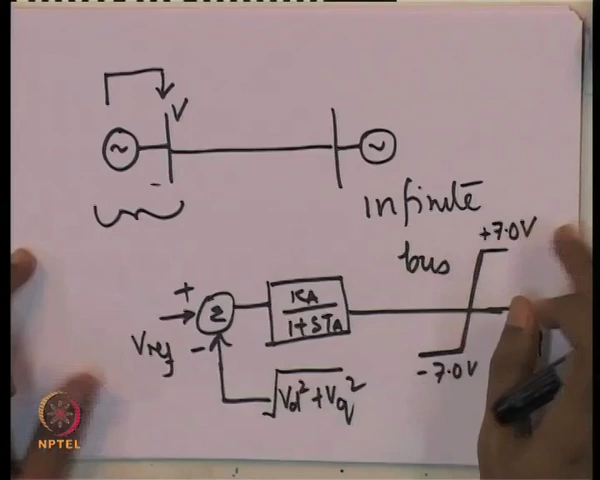 V
~
~
infinite
bus
+7.0V
+
Σ
KA
1+STA
Vref
-
√Vd²+Vq²
-7.0V
NPTEL